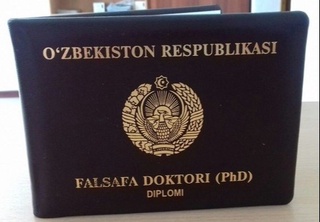 O‘ZBEKISTON RESPUBLIKASI
FALSAFA DOKTORI (PhD)
DIPLOMI